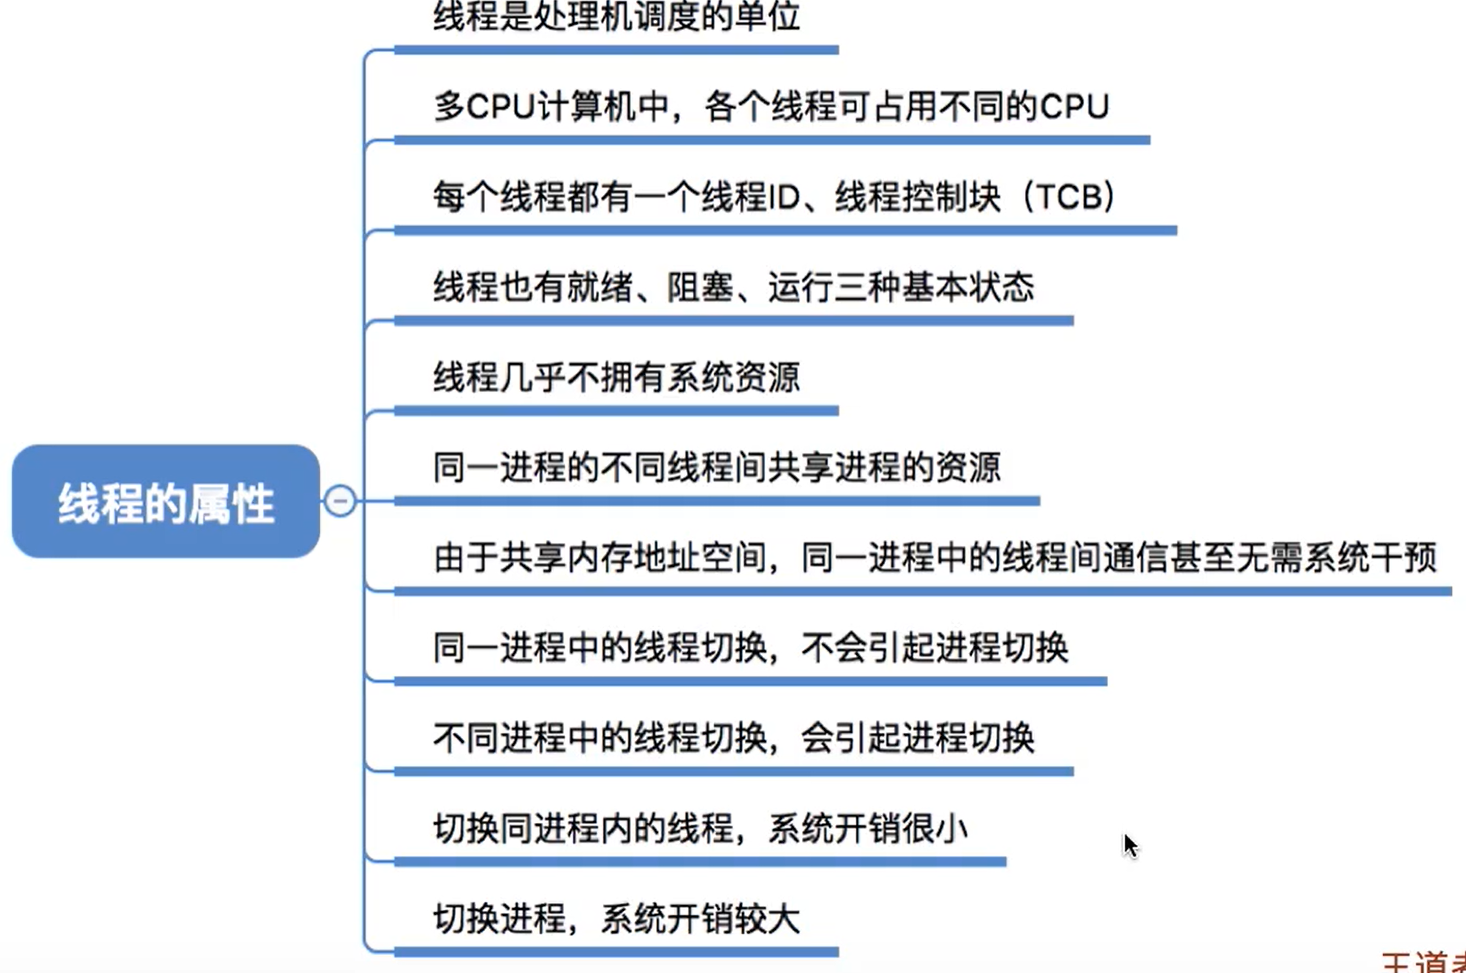 线程是处理机调度的单位
多CPU计算机中，各个线程可占用不同的CPU
每个线程都有一个线程ID、线程控制块（TCB）
线程也有就绪、阻塞、运行三种基本状态
线程几乎不拥有系统资源
同一进程的不同线程间共享进程的资源
线程的属性
由于共享内存地址空间，同一进程中的线程间通信甚至无需系统干预
同一进程中的线程切换，不会引起进程切换
不同进程中的线程切换，会引起进程切换
切换同进程内的线程，系统开销很小
切换进程，系统开销较大
王道